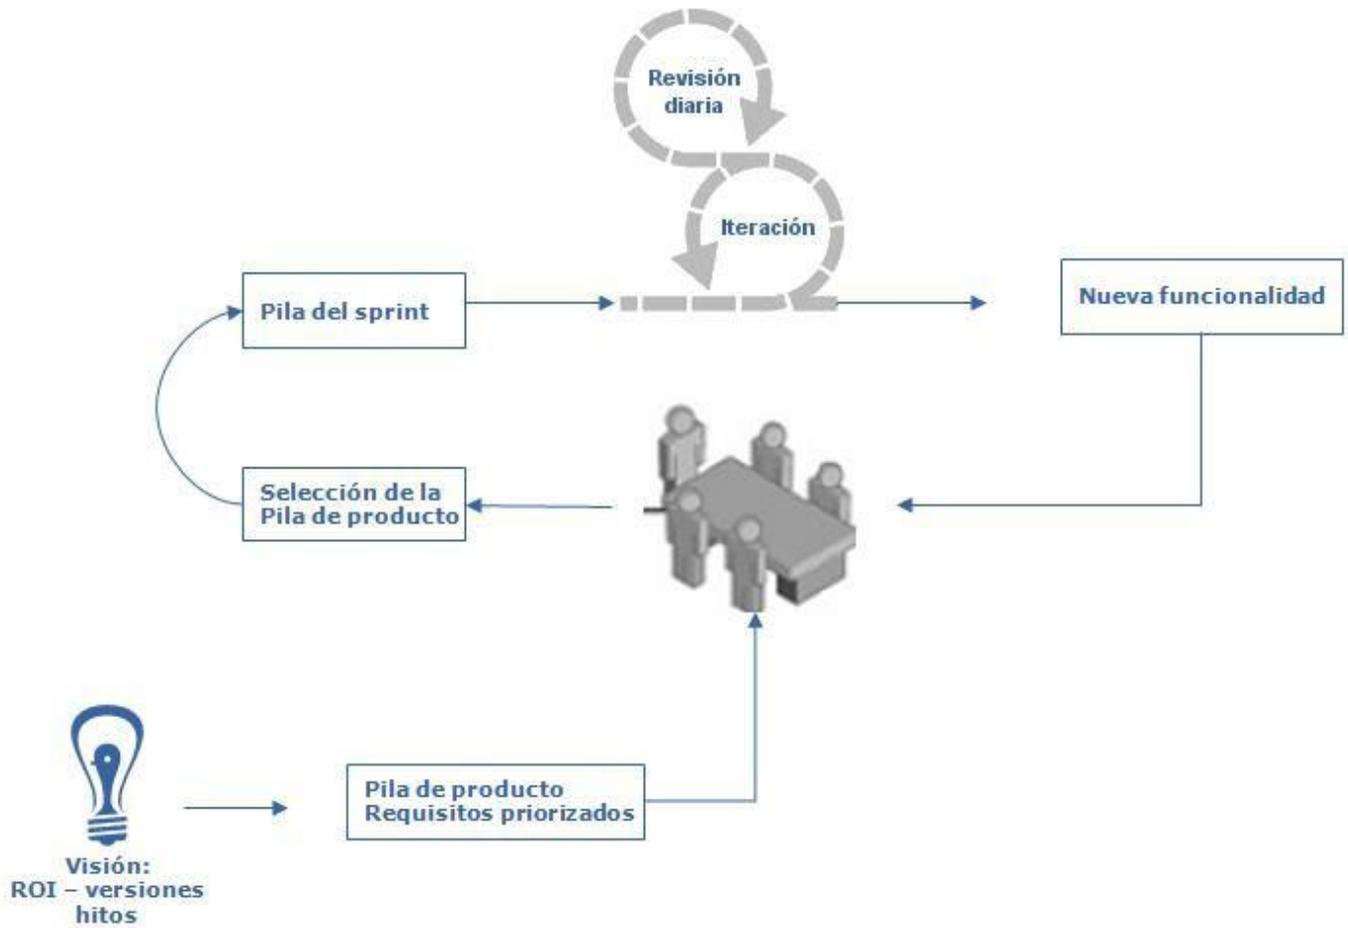 Revisión
diaria
Iteración
Pila del sprint
Nueva funcionalidad
Selección de la
Pila de producto
Pila de producto
Requisitos priorizados
Visión:
ROI – versiones
hitos